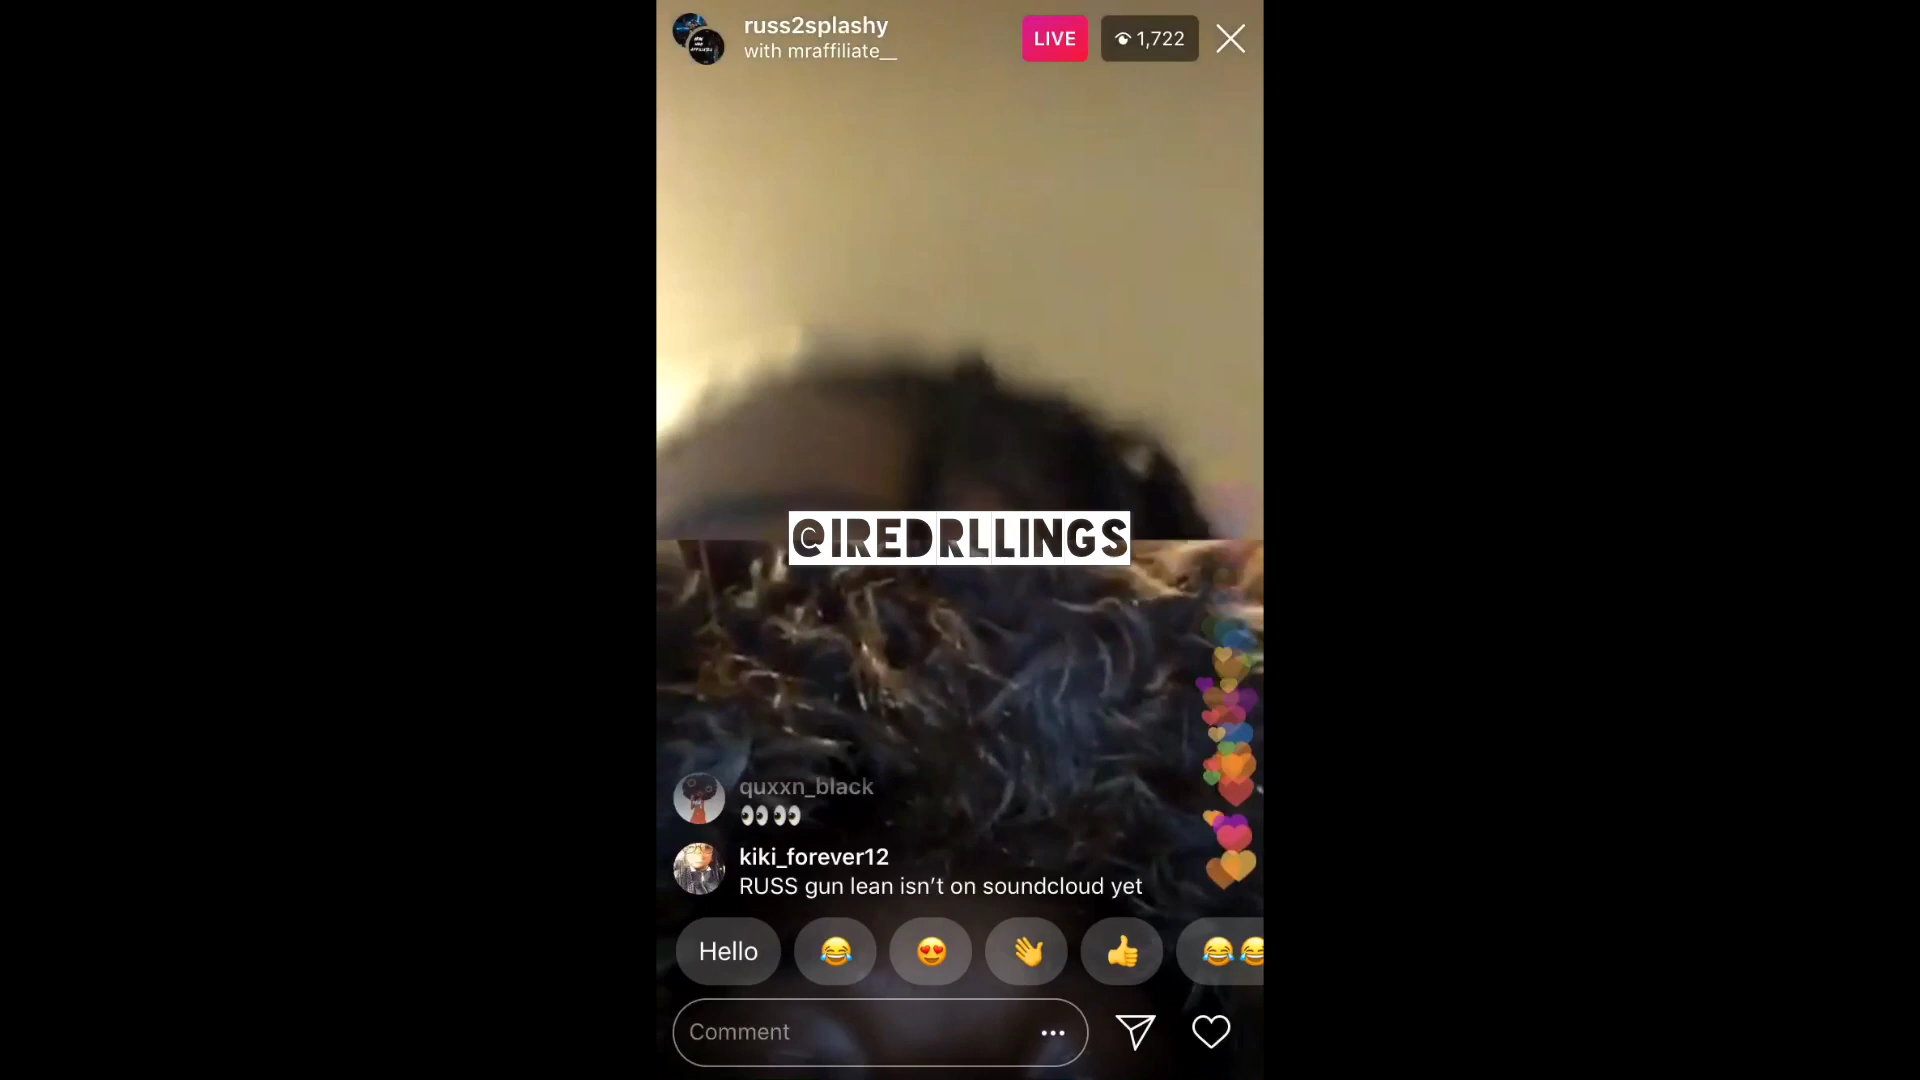 russ2splashy
with mraffiliate__
LIVE
1,722
@IREDRLLINGS
quxxn_black
👀👀
kiki_forever12
RUSS gun lean isn’t on soundcloud yet
Hello 😂 😍 👋 👍 😂😂
Comment